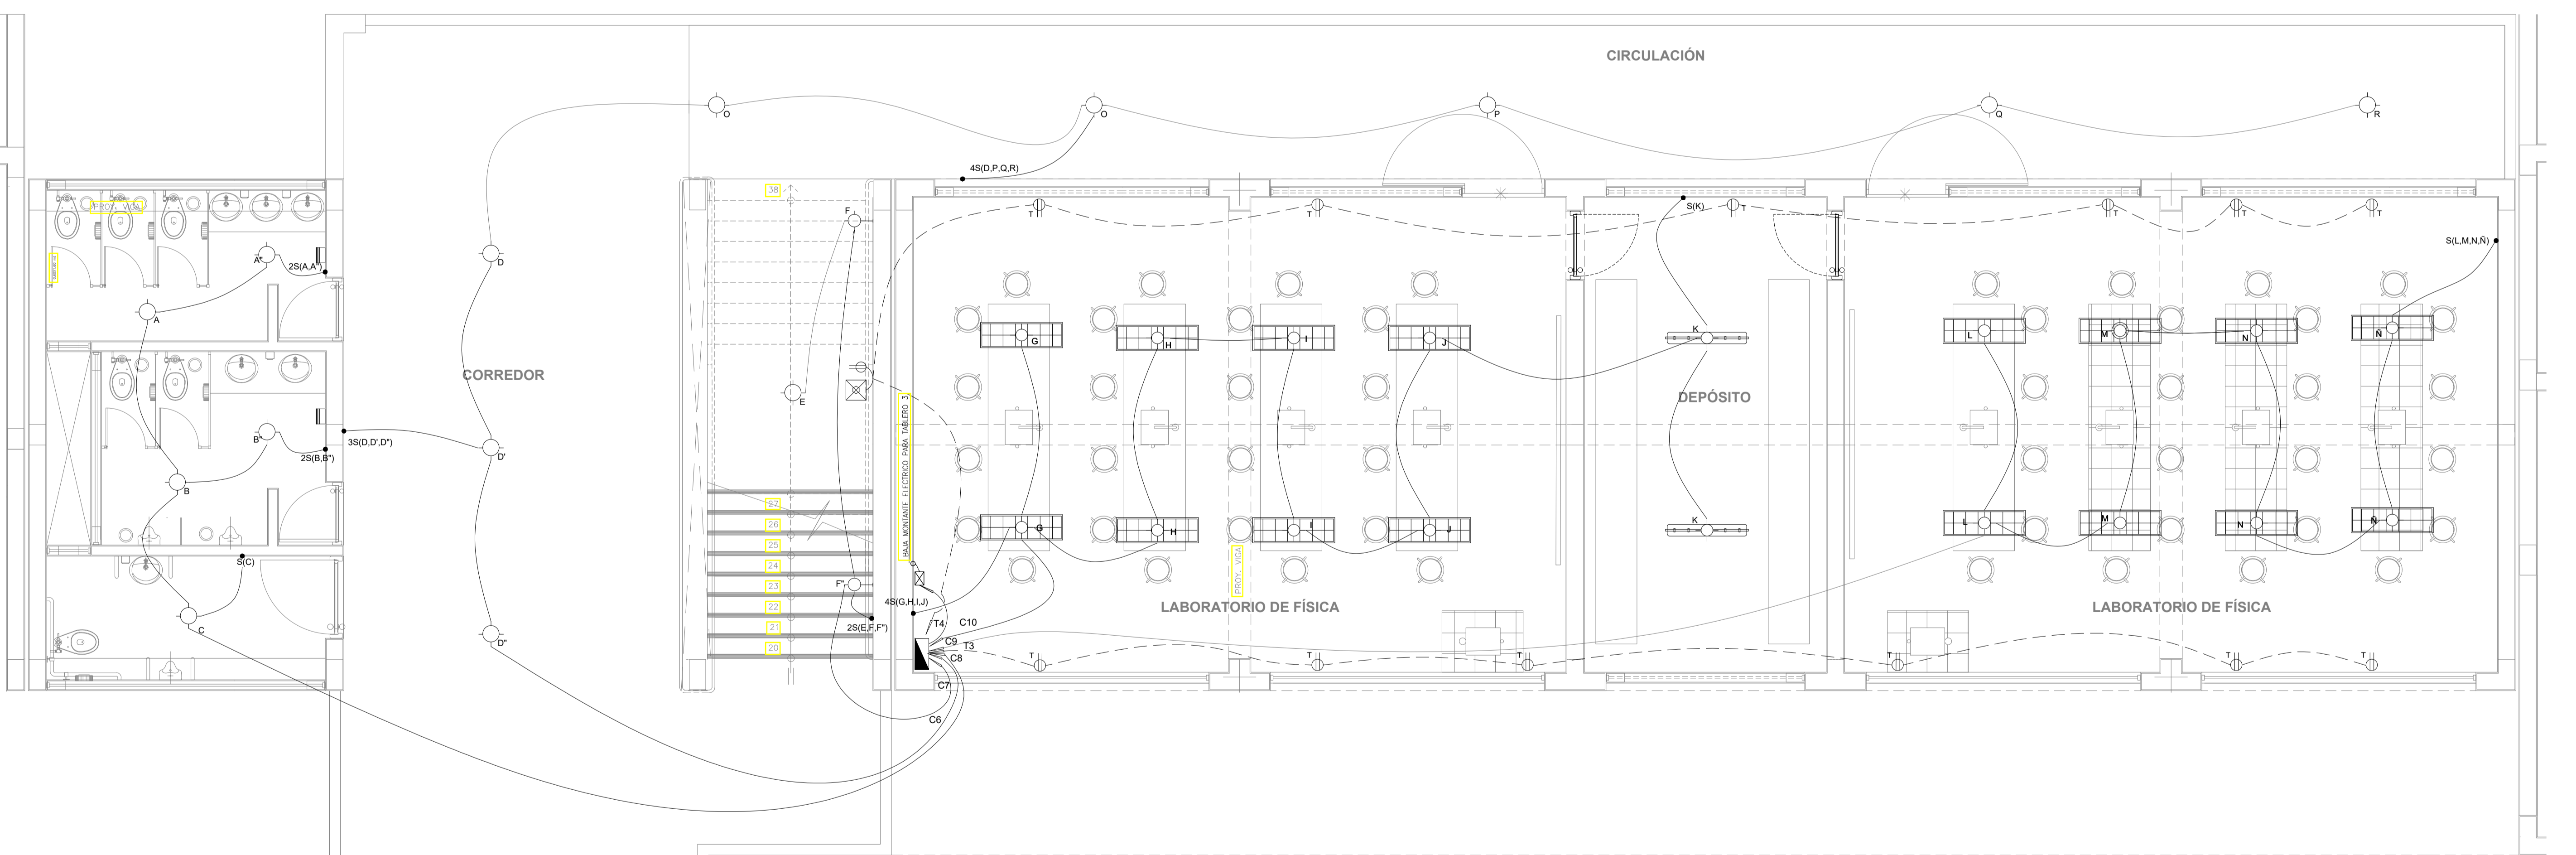 CIRCULACIÓN
O
O
P
Q
R
4S(D,P,Q,R)
38
F
T
T
S(K)
T
T
T
T
S(L,M,N,Ñ)
PROY. VIGA
A"
2S(A,A")
A
D
E
G
H
I
J
K
L
M
N
Ñ
CORREDOR
DEPÓSITO
BAJA MONTANTE ELECTRICO PARA TABLERO 3
B"
3S(D,D',D")
2S(B,B")
D'
B
27
26
25
24
23
22
21
20
G
H
I
J
K
L
M
N
Ñ
PROY. VIGA
S(C)
F"
4S(G,H,I,J)
LABORATORIO DE FÍSICA
LABORATORIO DE FÍSICA
C
D"
2S(E,F,F")
T4
C10
C9
T3
C8
T
T
T
T
T
T
C7
C6